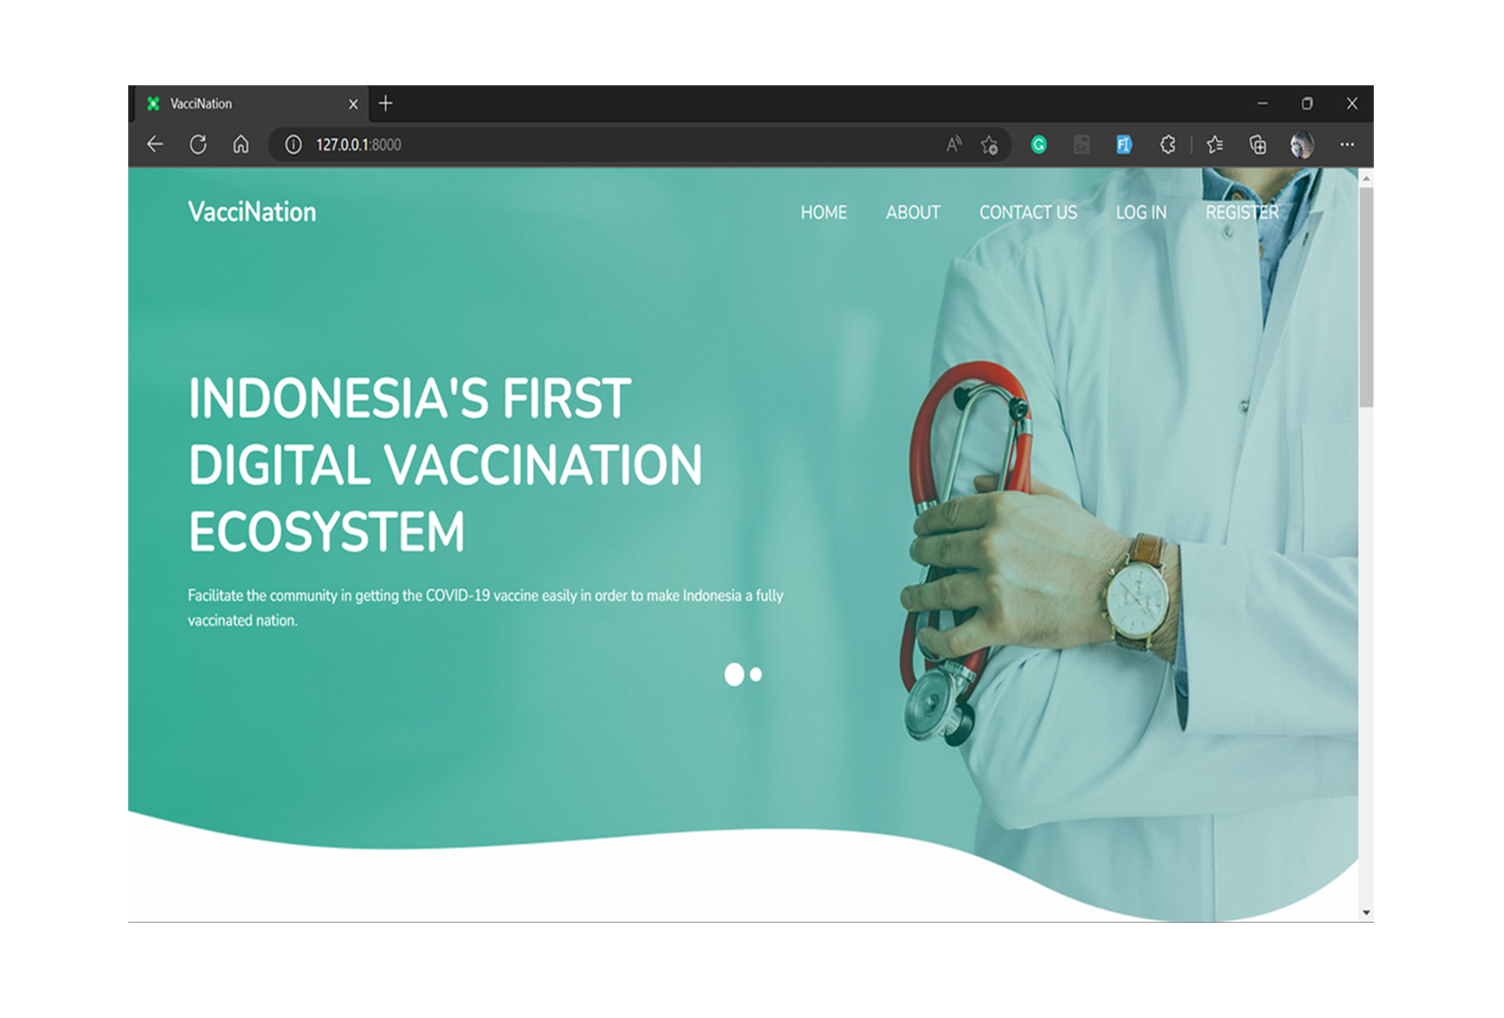 VacciNation
127.0.0.1:8000
VacciNation
HOME ABOUT CONTACT US LOG IN REGISTER
INDONESIA'S FIRST
DIGITAL VACCINATION
ECOSYSTEM
Facilitate the community in getting the COVID-19 vaccine easily in order to make Indonesia a fully
vaccinated nation.